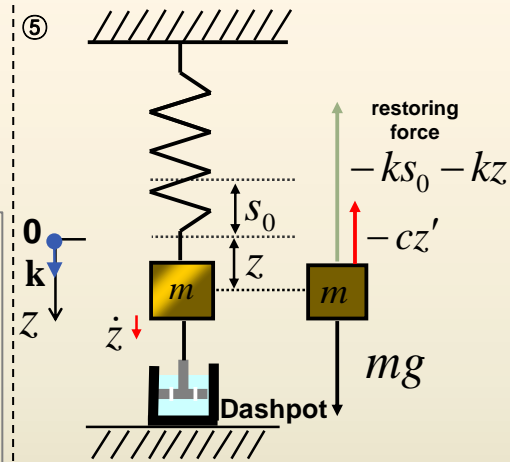 ⑤
restoring
force
−ks₀ − kz
s₀
−cz′
0
z
k
m
m
z
ż
mg
Dashpot